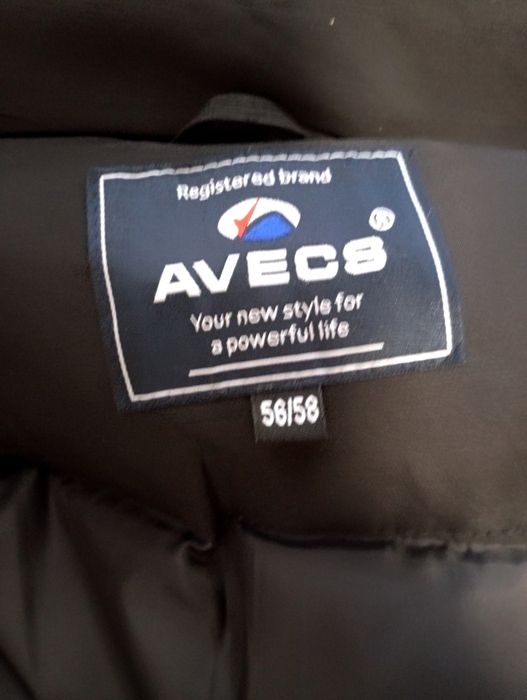 Registered brand
AVECS
Your new style for
a powerful life
56/58